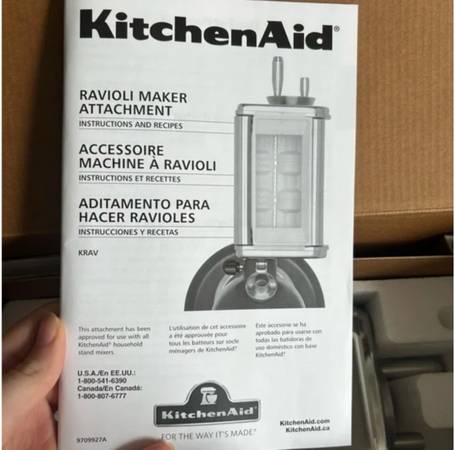 KitchenAid®
RAVIOLI MAKER
ATTACHMENT
INSTRUCTIONS AND RECIPES
ACCESSOIRE
MACHINE À RAVIOLI
INSTRUCTIONS ET RECETTES
ADITAMENTO PARA
HACER RAVIOLES
INSTRUCCIONES Y RECETAS
KRAV
This attachment has been
approved for use with all
KitchenAid® household
stand mixers.
L'utilisation de cet accessoire
a été approuvée pour
tous les batteurs sur socle
ménagers de KitchenAid®.
Este accesorio se ha
aprobado para usarse con
todas las batidoras de
uso doméstico con base
KitchenAid®.
U.S.A./En EE.UU.:
1-800-541-6390
Canada/En Canadá:
1-800-807-6777
KitchenAid®
FOR THE WAY IT'S MADE.®
KitchenAid.com
KitchenAid.ca
9709927A